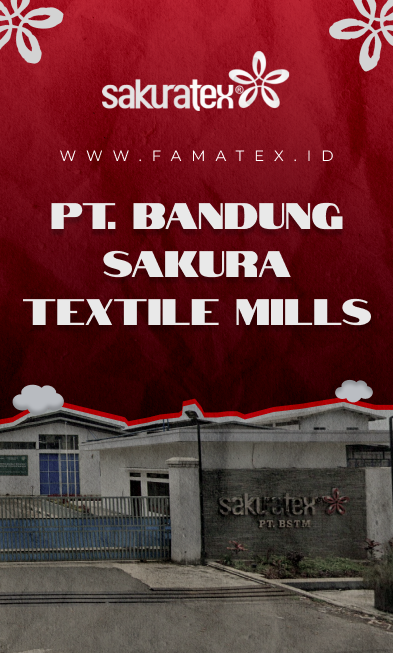 sakuratex®
WWW.FAMATEX.ID
PT. BANDUNG
SAKURA
TEXTILE MILLS
sakuratex
PT. BSTM